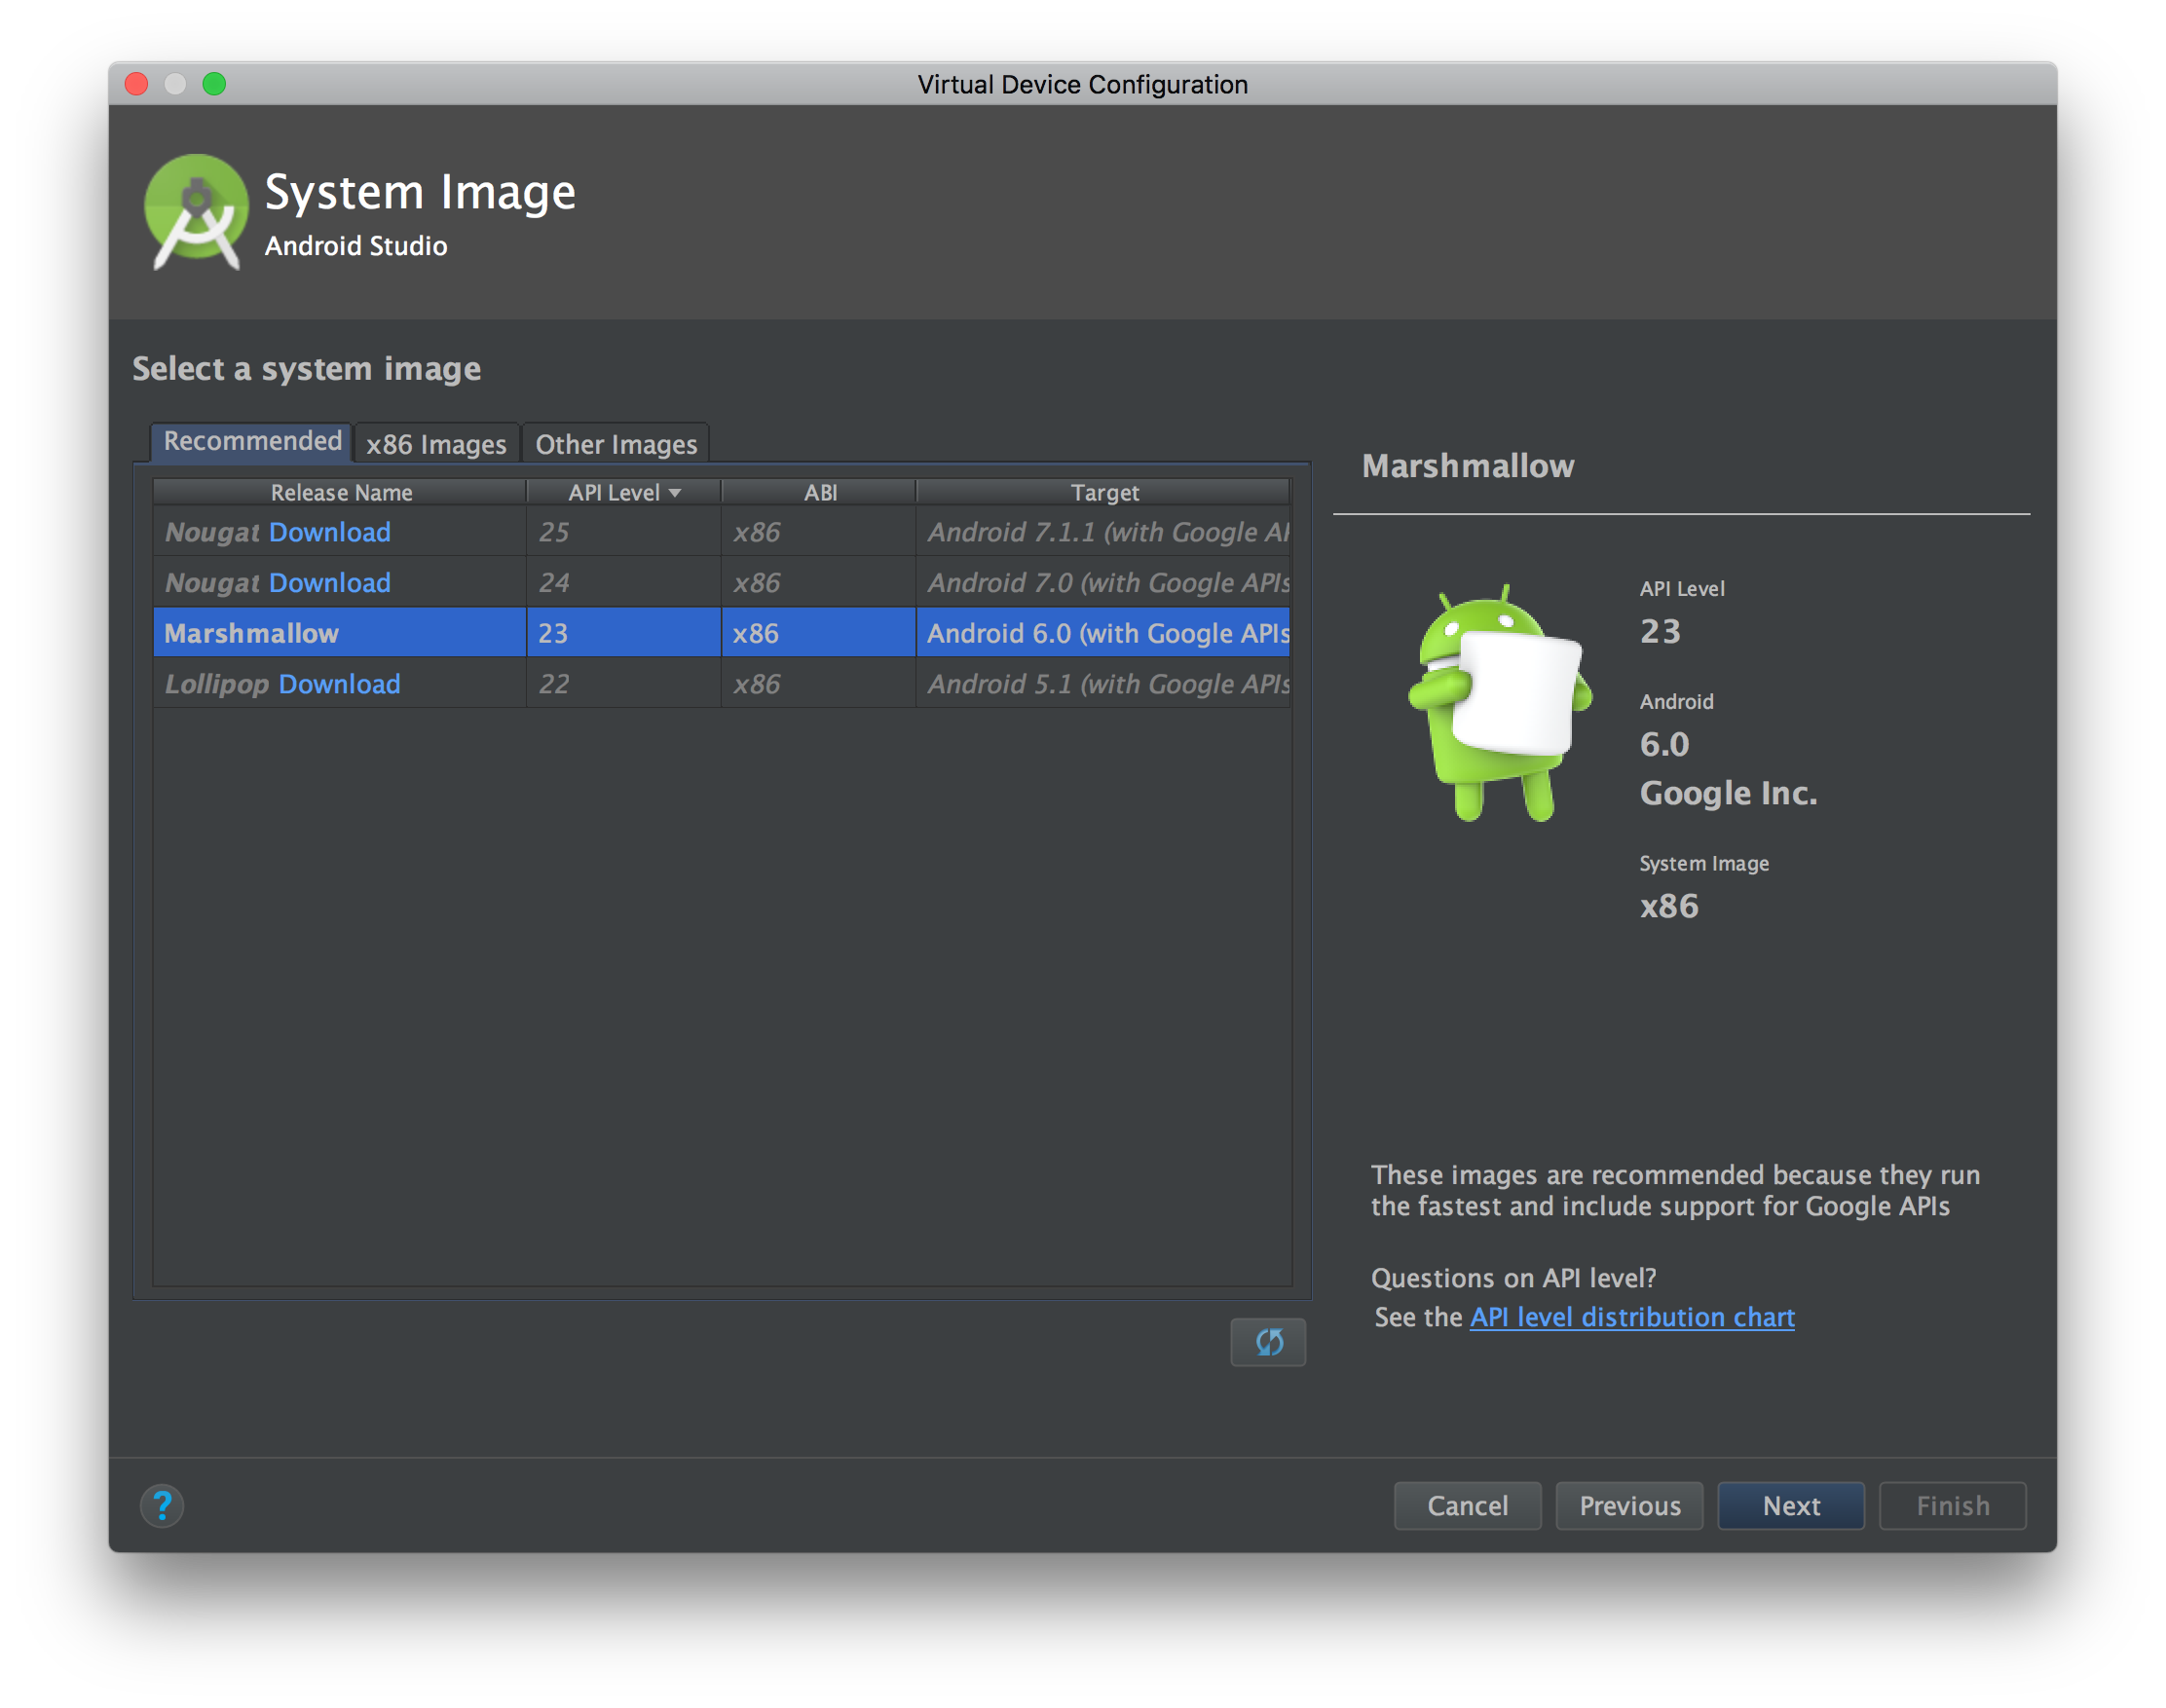 Virtual Device Configuration
System Image
Android Studio
Select a system image
Recommended x86 Images Other Images
Release Name API Level ABI Target
Nougat Download 25 x86 Android 7.1.1 (with Google AP
Nougat Download 24 x86 Android 7.0 (with Google APIs
Marshmallow 23 x86 Android 6.0 (with Google APIs
Lollipop Download 22 x86 Android 5.1 (with Google APIs
Marshmallow
API Level
23
Android
6.0
Google Inc.
System Image
x86
These images are recommended because they run
the fastest and include support for Google APIs
Questions on API level?
See the API level distribution chart
? Cancel Previous Next Finish